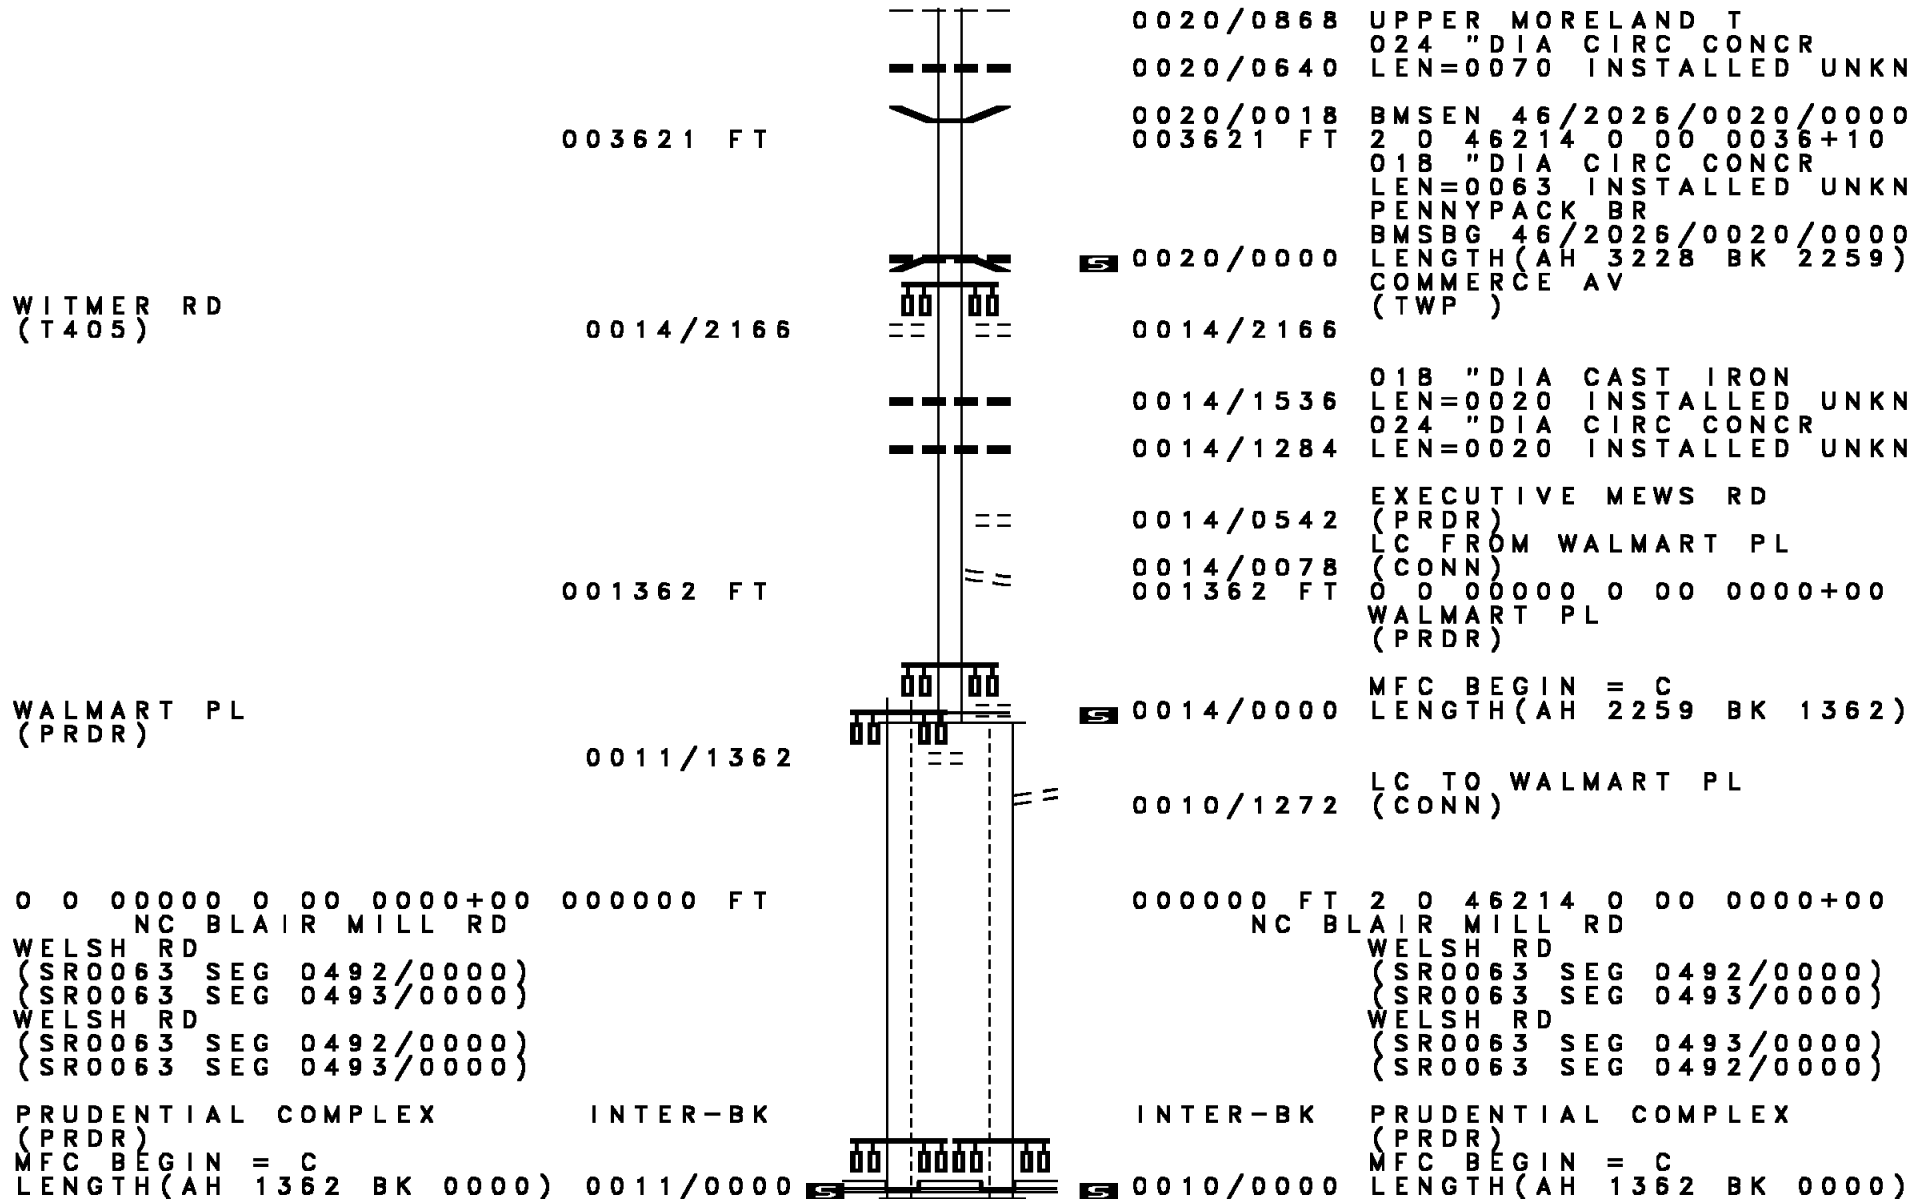 0020/0868 UPPER MORELAND T
024 "DIA CIRC CONCR
0020/0640 LEN=0070 INSTALLED UNKN
0020/0018 BMSEN 46/2026/0020/0000
003621 FT 003621 FT 2 0 46214 0 00 0036+10
018 "DIA CIRC CONCR
LEN=0063 INSTALLED UNKN
PENNYPACK BR
BMSBG 46/2026/0020/0000
S 0020/0000 LENGTH(AH 3228 BK 2259)
COMMERCE AV
WITMER RD (TWP )
(T405) 0014/2166 0014/2166
018 "DIA CAST IRON
0014/1536 LEN=0020 INSTALLED UNKN
024 "DIA CIRC CONCR
0014/1284 LEN=0020 INSTALLED UNKN
EXECUTIVE MEWS RD
0014/0542 (PRDR)
LC FROM WALMART PL
0014/0078 (CONN)
001362 FT 001362 FT 0 0 00000 0 00 0000+00
WALMART PL
(PRDR)
MFC BEGIN = C
WALMART PL S 0014/0000 LENGTH(AH 2259 BK 1362)
(PRDR)
0011/1362
LC TO WALMART PL
0010/1272 (CONN)
0 0 00000 0 00 0000+00 000000 FT 000000 FT 2 0 46214 0 00 0000+00
NC BLAIR MILL RD NC BLAIR MILL RD
WELSH RD WELSH RD
(SR0063 SEG 0492/0000) (SR0063 SEG 0492/0000)
(SR0063 SEG 0493/0000) (SR0063 SEG 0493/0000)
WELSH RD WELSH RD
(SR0063 SEG 0492/0000) (SR0063 SEG 0493/0000)
(SR0063 SEG 0493/0000) (SR0063 SEG 0492/0000)
PRUDENTIAL COMPLEX INTER-BK INTER-BK PRUDENTIAL COMPLEX
(PRDR) (PRDR)
MFC BEGIN = C MFC BEGIN = C
LENGTH(AH 1362 BK 0000) 0011/0000 S S 0010/0000 LENGTH(AH 1362 BK 0000)